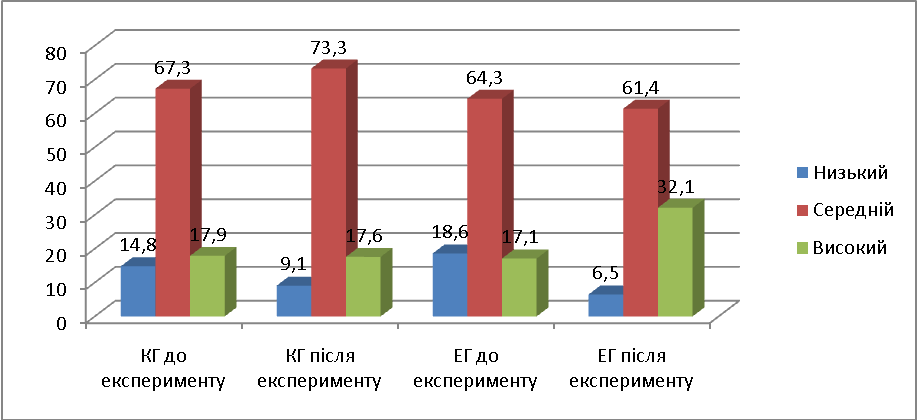 80
70
60
50
40
30
20
10
0
67,3
73,3
64,3
61,4
14,8
17,9
9,1
17,6
18,6
17,1
6,5
32,1
КГ до
експерименту
КГ після
експерименту
ЕГ до
експерименту
ЕГ після
експерименту
Низький
Середній
Високий